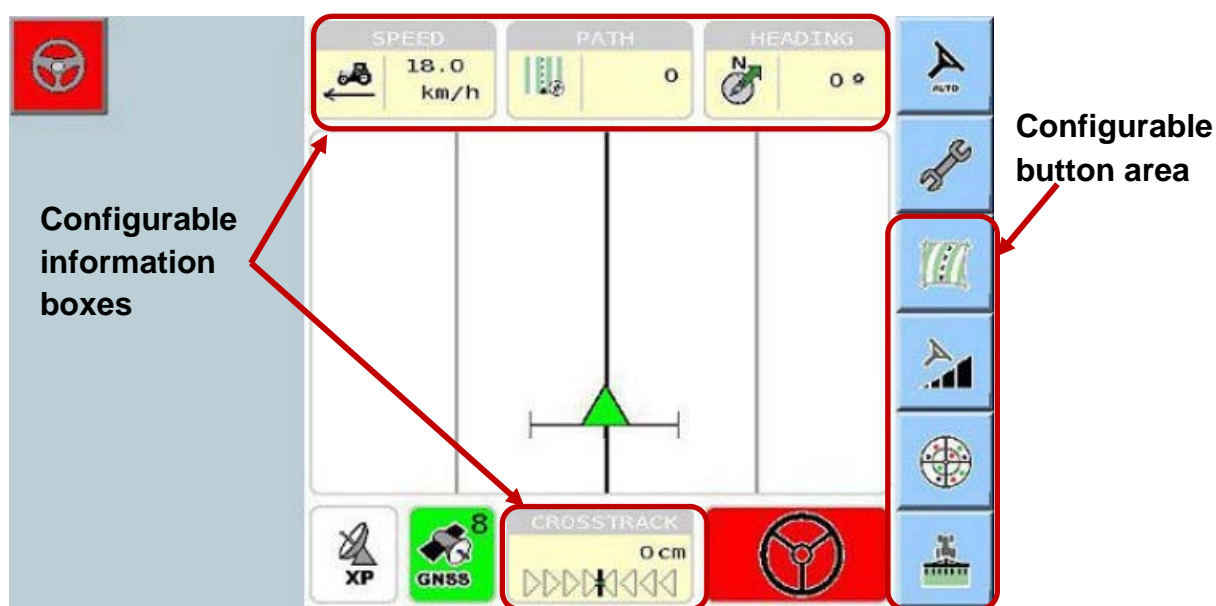 SPEED
PATH
HEADING
18.0
km/h
0
N
0 °
AUTO
Configurable
button area
Configurable
information
boxes
XP
8
GNSS
CROSSTRACK
0 cm